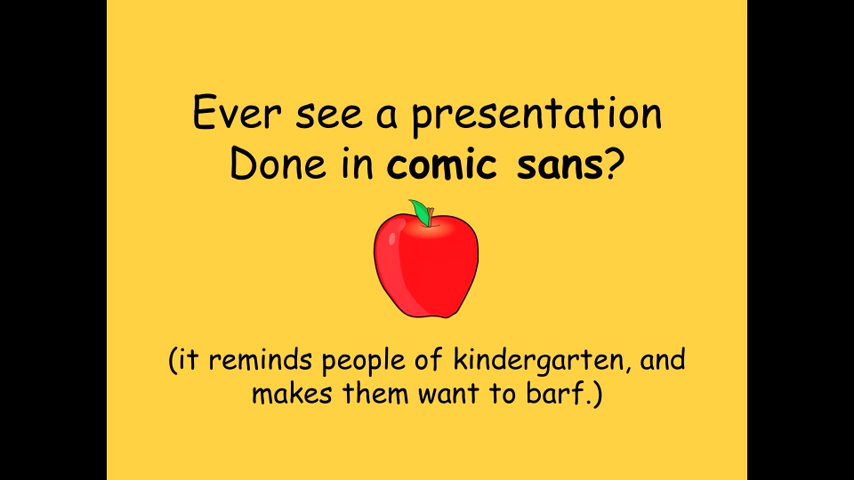 Ever see a presentation
Done in comic sans?
(it reminds people of kindergarten, and
makes them want to barf.)